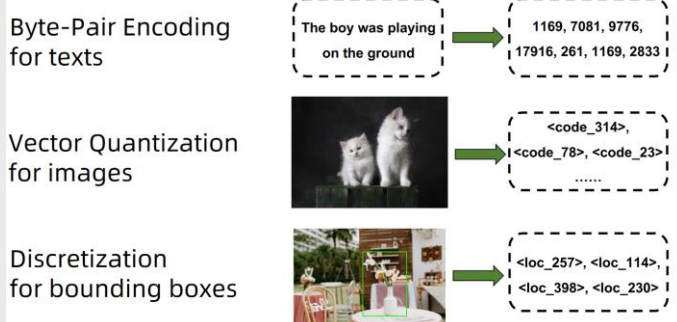 Byte-Pair Encoding
for texts
The boy was playing
on the ground
1169, 7081, 9776,
17916, 261, 1169, 2833
Vector Quantization
for images
<code_314>,
<code_78>, <code_23>
......
Discretization
for bounding boxes
<loc_257>, <loc_114>,
<loc_398>, <loc_230>